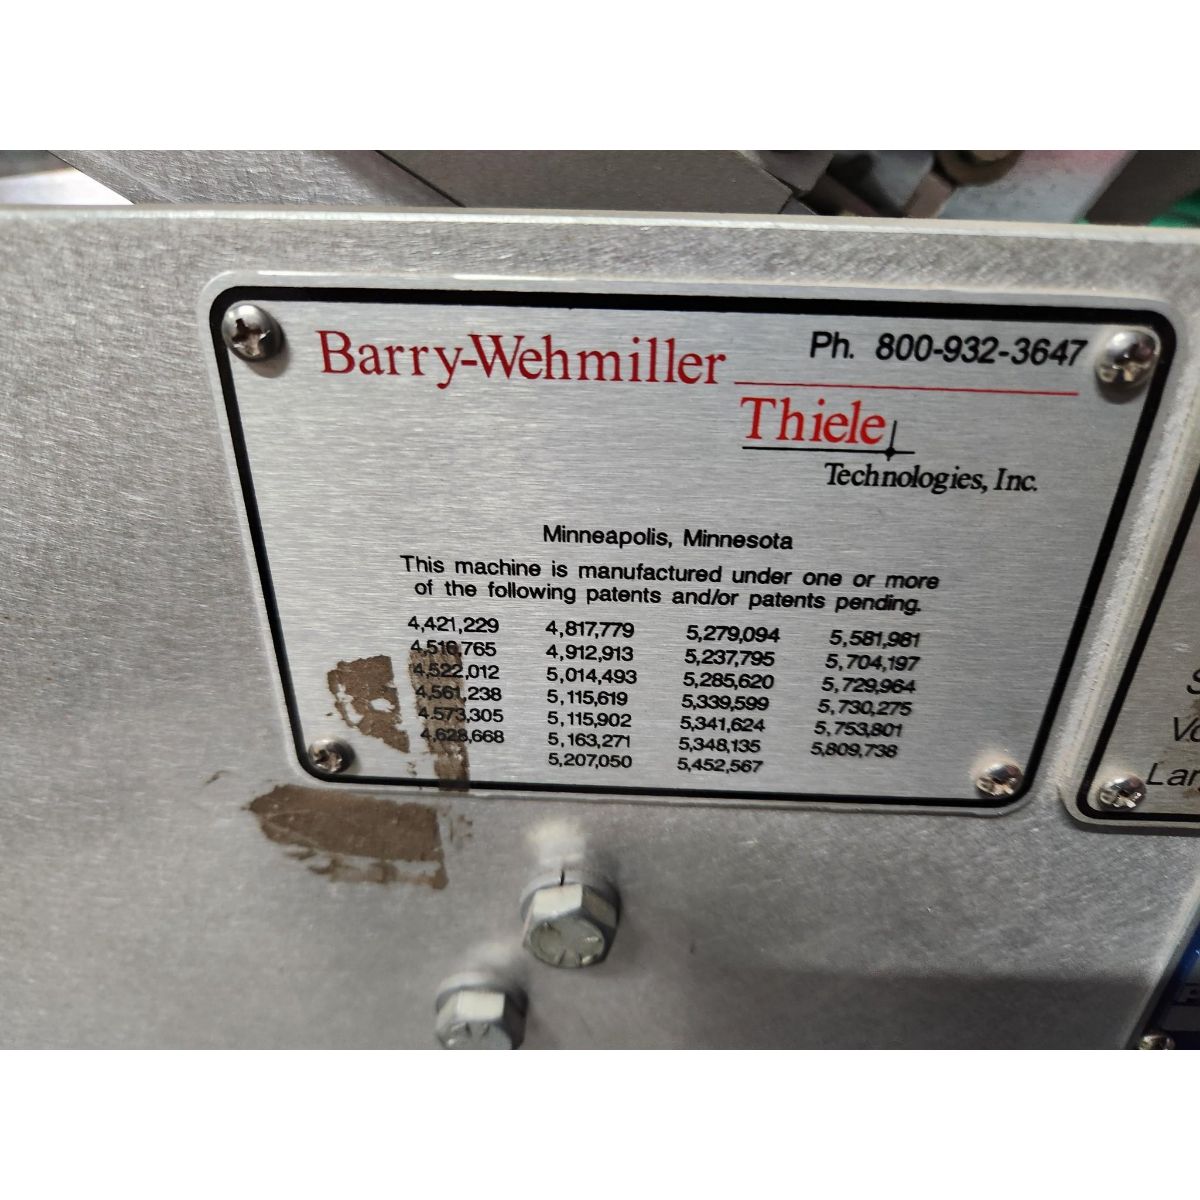 Barry-Wehmiller
Ph. 800-932-3647
Thiele
Technologies, Inc.
Minneapolis, Minnesota
This machine is manufactured under one or more
of the following patents and/or patents pending.
4,421,229 4,817,779 5,279,094 5,581,981
4,516,765 4,912,913 5,237,795 5,704,197
4,522,012 5,014,493 5,285,620 5,729,964
4,561,238 5,115,619 5,339,599 5,730,275
4,573,305 5,115,902 5,341,624 5,753,801
4,628,668 5,163,271 5,348,135 5,809,738
5,207,050 5,452,567